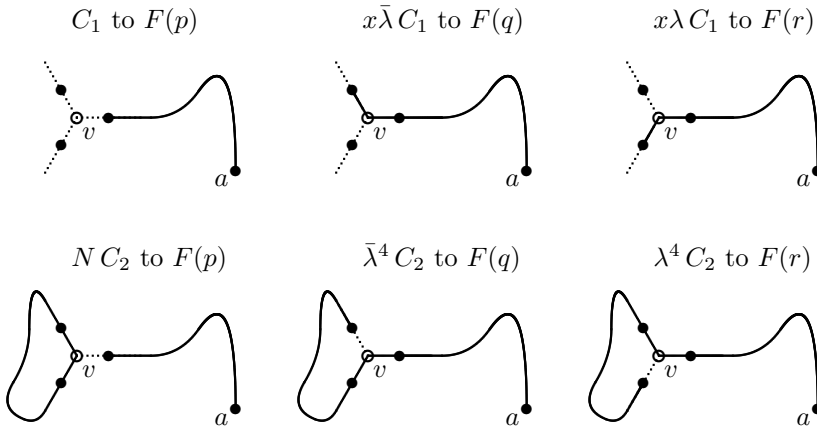 C₁ to F(p)    xλ̄ C₁ to F(q)    xλ C₁ to F(r)
v    v    v
a    a    a
N C₂ to F(p)    λ̄⁴ C₂ to F(q)    λ⁴ C₂ to F(r)
v    v    v
a    a    a